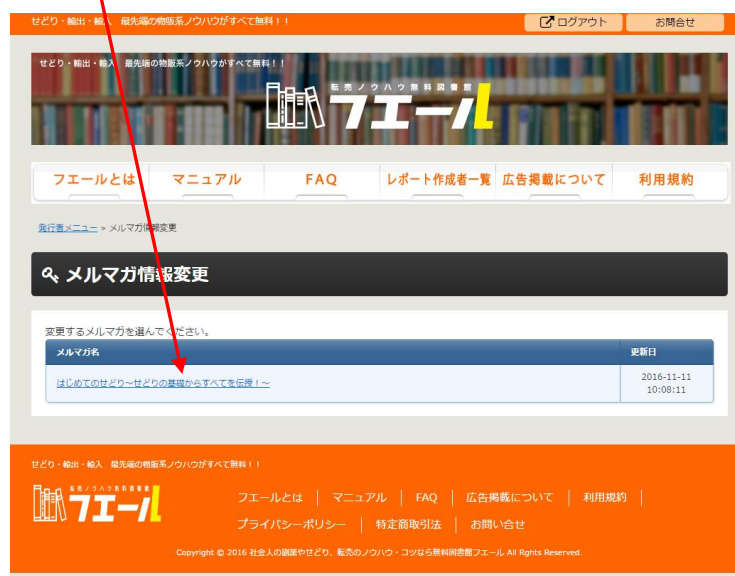 せどり・輸出・輸入 最先端の物販系ノウハウがすべて無料！！
ログアウト
お問合せ
せどり・輸出・輸入 最先端の物販系ノウハウがすべて無料！！
転売ノウハウ無料図書館
フエール
フエールとは
マニュアル
FAQ
レポート作成者一覧
広告掲載について
利用規約
発行者メニュー » メルマガ情報変更
メルマガ情報変更
変更するメルマガを選んでください。
メルマガ名
更新日
はじめてのせどり～せどりの基礎からすべてを伝授！～
2016-11-11
10:08:11
せどり・輸出・輸入 最先端の物販系ノウハウがすべて無料！！
転売ノウハウ無料図書館
フエール
フエールとは ｜ マニュアル ｜ FAQ ｜ 広告掲載について ｜ 利用規約 ｜
プライバシーポリシー ｜ 特定商取引法 ｜ お問い合せ
Copyright © 2016 社会人の副業やせどり、転売のノウハウ・コツなら無料図書館フエール All Rights Reserved.